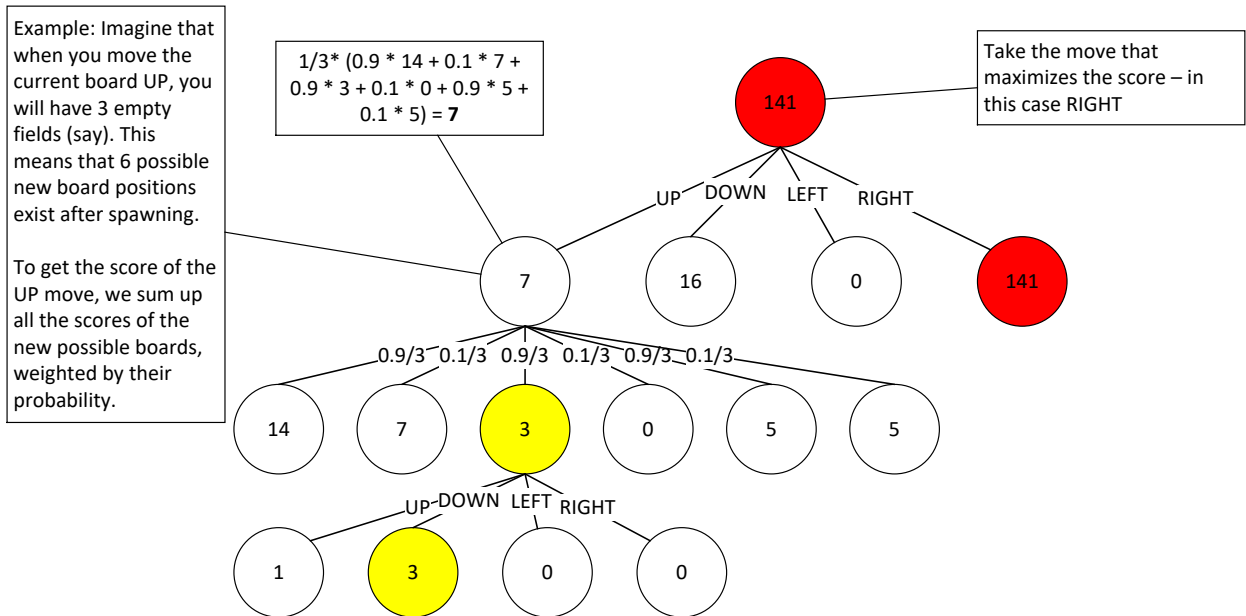 Example: Imagine that
when you move the
current board UP, you
will have 3 empty
fields (say). This
means that 6 possible
new board positions
exist after spawning.
To get the score of the
UP move, we sum up
all the scores of the
new possible boards,
weighted by their
probability.
1/3* (0.9 * 14 + 0.1 * 7 +
0.9 * 3 + 0.1 * 0 + 0.9 * 5 +
0.1 * 5) = 7
141
Take the move that
maximizes the score – in
this case RIGHT
UP DOWN LEFT RIGHT
7 16 0 141
0.9/3 0.1/3 0.9/3 0.1/3 0.9/3 0.1/3
14 7 3 0 5 5
UP DOWN LEFT RIGHT
1 3 0 0